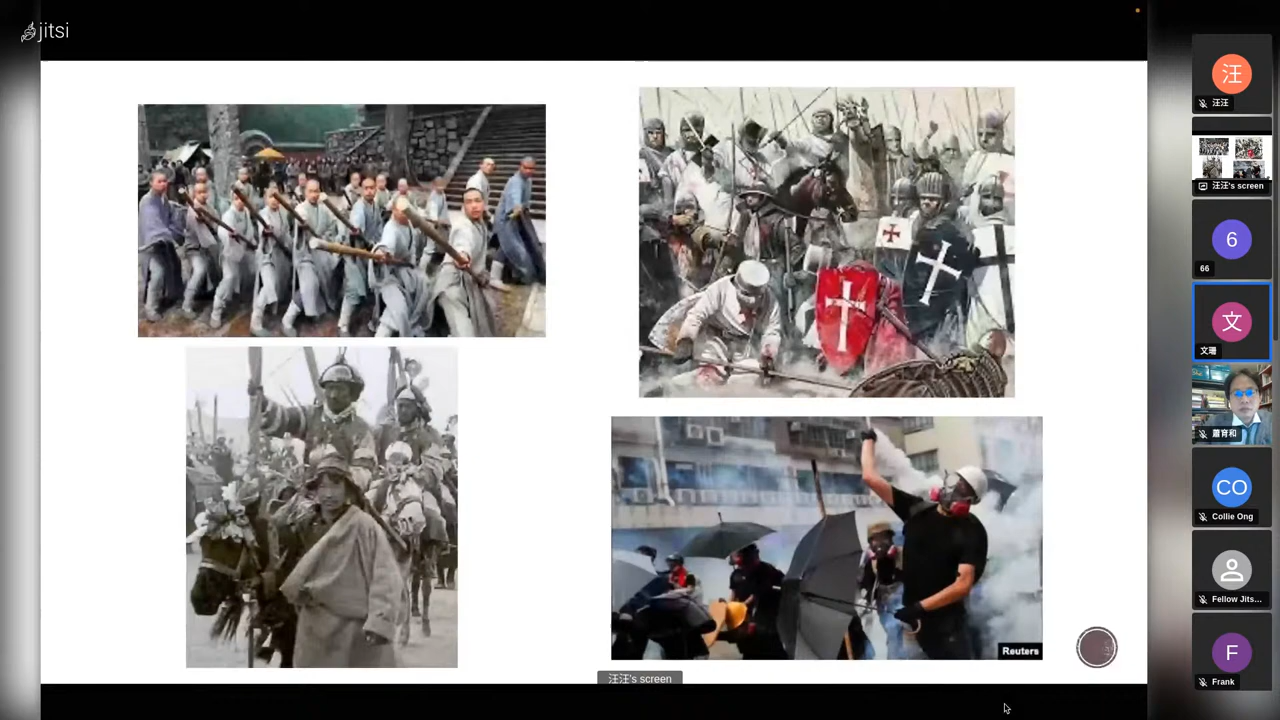 jitsi
汪
汪汪
汪汪's screen
6
66
文
文珊
蕭育和
CO
Collie Ong
Fellow Jits...
F
Frank
Reuters
汪汪's screen